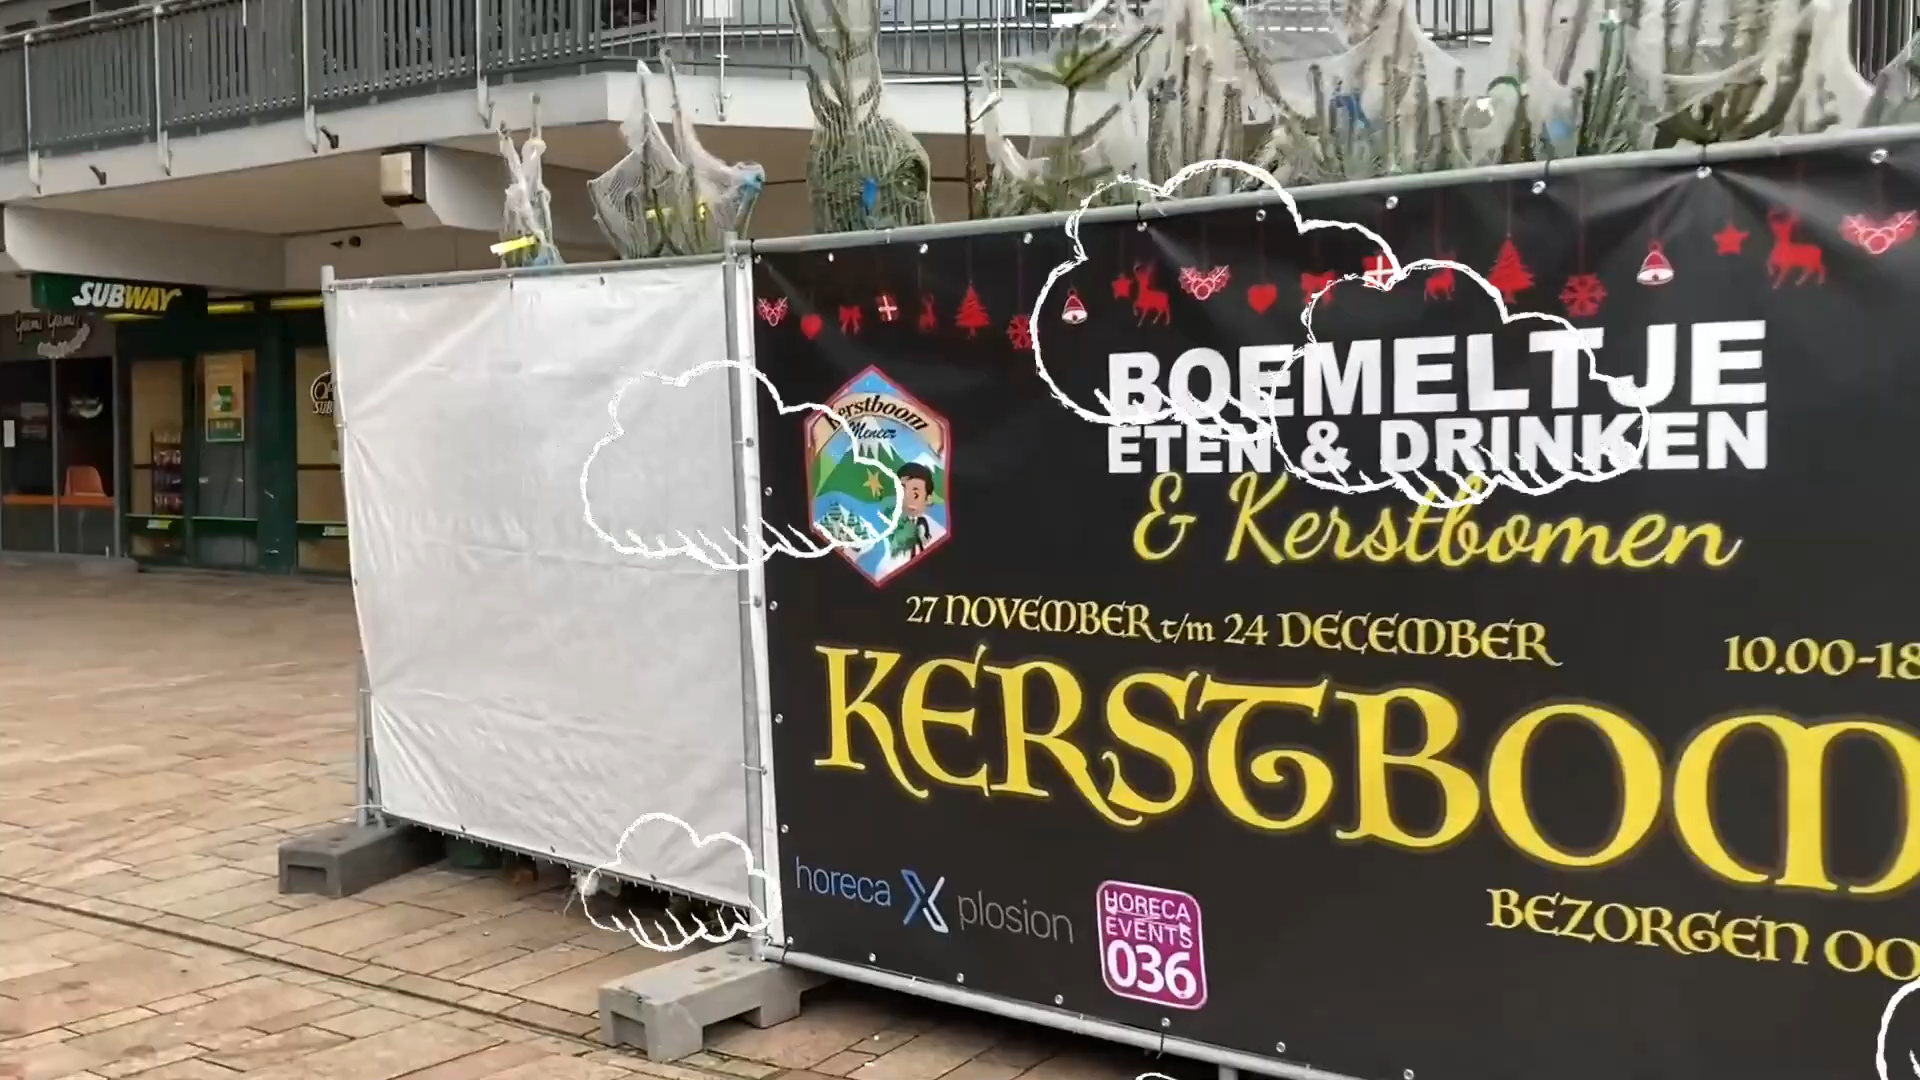 SUBWAY
Kerstboom
Meneer
BOEMELTJE
ETEN & DRINKEN
& Kerstbomen
27 NOVEMBER t/m 24 DECEMBER
10.00-18
KERSTBOM
BEZORGEN OO
horeca X plosion
HORECA
EVENTS
036